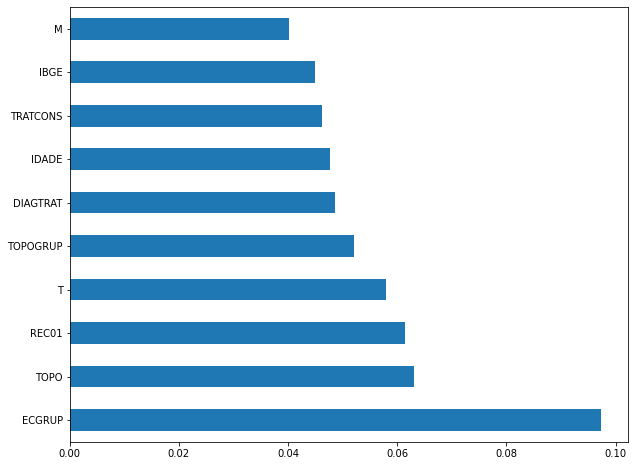 M
IBGE
TRATCONS
IDADE
DIAGTRAT
TOPOGRUP
T
REC01
TOPO
ECGRUP
0.00 0.02 0.04 0.06 0.08 0.10